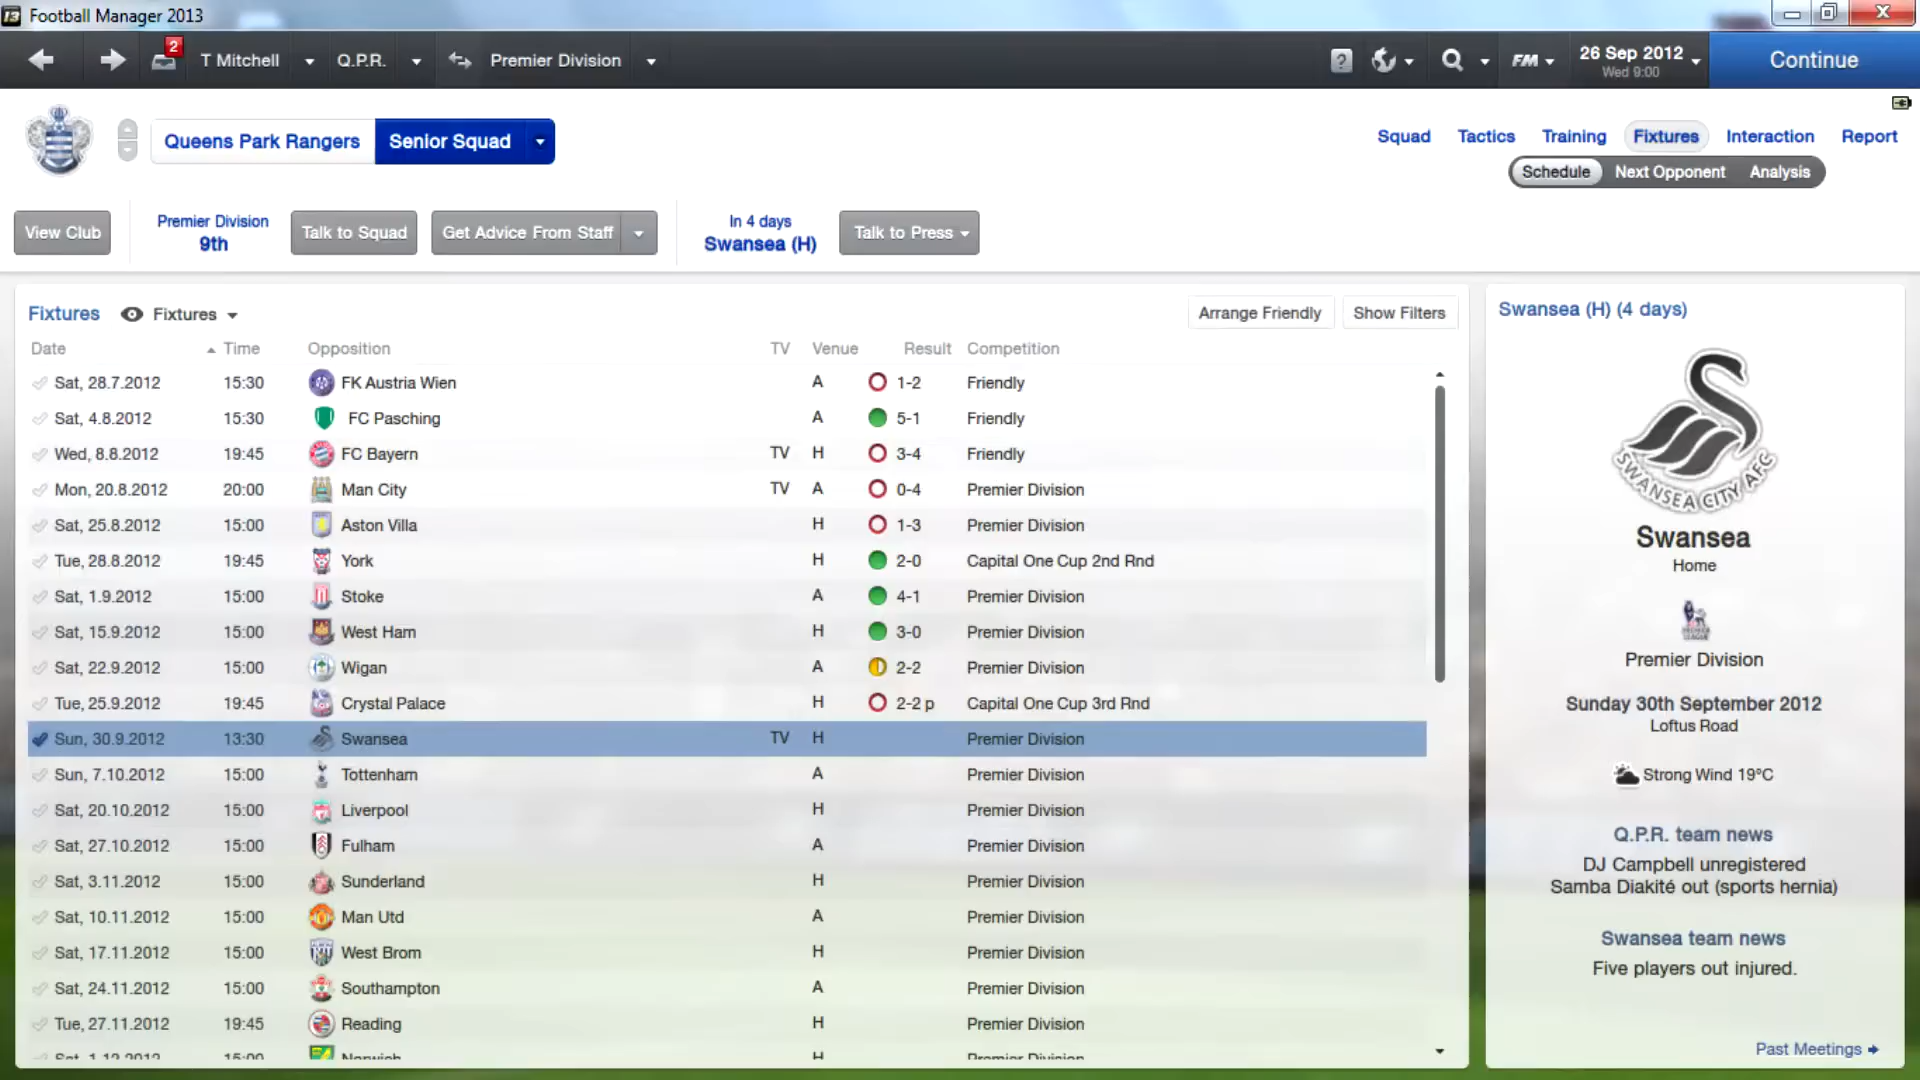 Football Manager 2013
2 T Mitchell Q.P.R. Premier Division ? FM 26 Sep 2012 Continue
Wed 9:00
Queens Park Rangers Senior Squad
Squad Tactics Training Fixtures Interaction Report
Schedule Next Opponent Analysis
View Club
Premier Division
9th
Talk to Squad
Get Advice From Staff
In 4 days
Swansea (H)
Talk to Press
Fixtures Fixtures Arrange Friendly Show Filters
Date Time Opposition TV Venue Result Competition
Sat, 28.7.2012 15:30 FK Austria Wien A 1-2 Friendly
Sat, 4.8.2012 15:30 FC Pasching A 5-1 Friendly
Wed, 8.8.2012 19:45 FC Bayern TV H 3-4 Friendly
Mon, 20.8.2012 20:00 Man City TV A 0-4 Premier Division
Sat, 25.8.2012 15:00 Aston Villa H 1-3 Premier Division
Tue, 28.8.2012 19:45 York H 2-0 Capital One Cup 2nd Rnd
Sat, 1.9.2012 15:00 Stoke A 4-1 Premier Division
Sat, 15.9.2012 15:00 West Ham H 3-0 Premier Division
Sat, 22.9.2012 15:00 Wigan A 2-2 Premier Division
Tue, 25.9.2012 19:45 Crystal Palace H 2-2 p Capital One Cup 3rd Rnd
Sun, 30.9.2012 13:30 Swansea TV H Premier Division
Sun, 7.10.2012 15:00 Tottenham A Premier Division
Sat, 20.10.2012 15:00 Liverpool H Premier Division
Sat, 27.10.2012 15:00 Fulham A Premier Division
Sat, 3.11.2012 15:00 Sunderland H Premier Division
Sat, 10.11.2012 15:00 Man Utd A Premier Division
Sat, 17.11.2012 15:00 West Brom H Premier Division
Sat, 24.11.2012 15:00 Southampton A Premier Division
Tue, 27.11.2012 19:45 Reading H Premier Division
Sat, 1.12.2012 15:00 Norwich H Premier Division
Swansea (H) (4 days)
SWANSEA CITY AFC
Swansea
Home
Premier Division
Sunday 30th September 2012
Loftus Road
Strong Wind 19°C
Q.P.R. team news
DJ Campbell unregistered
Samba Diakité out (sports hernia)
Swansea team news
Five players out injured.
Past Meetings